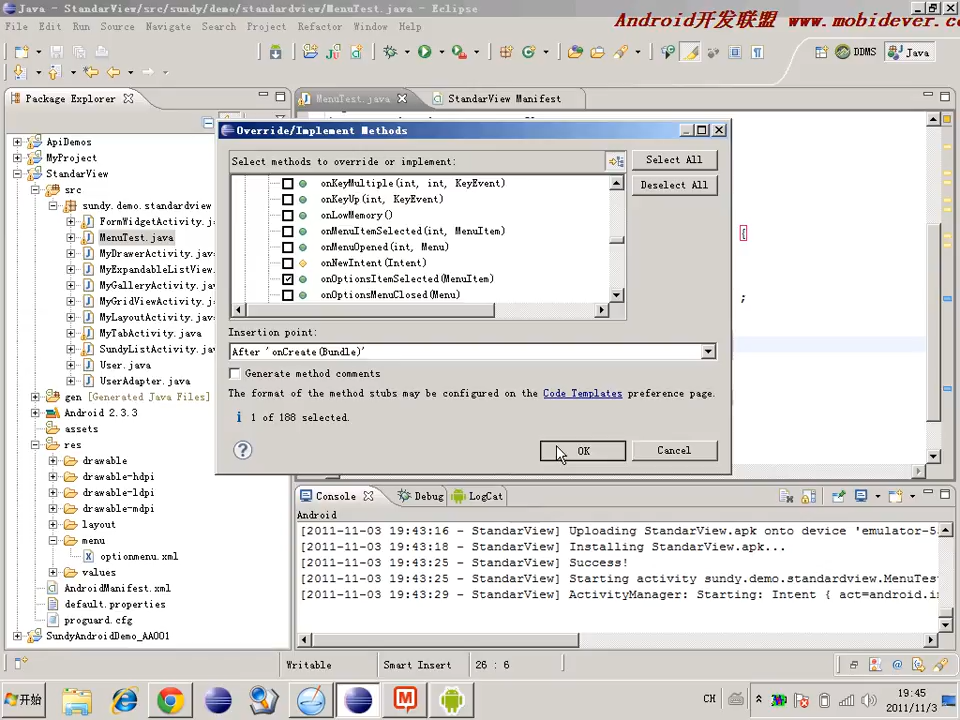 Java - StandarView/src/sundy/demo/standardview/MenuTest.java - Eclipse
Android开发联盟 www.mobidever.co
File Edit Run Source Navigate Search Project Refactor Window Help
DDMS Java
Package Explorer
MenuTest.java StandarView Manifest
ApiDemos
MyProject
StandarView
src
sundy.demo.standardview
FormWidgetActivity.j
MenuTest.java
MyDrawerActivity.jav
MyExpandableListView
MyGalleryActivity.ja
MyGridViewActivity.j
MyLayoutActivity.jav
MyTabActivity.java
SundyListActivity.ja
User.java
UserAdapter.java
gen [Generated Java Files]
Android 2.3.3
assets
res
drawable
drawable-hdpi
drawable-ldpi
drawable-mdpi
layout
menu
optionmenu.xml
values
AndroidManifest.xml
default.properties
proguard.cfg
SundyAndroidDemo_AA001
Override/Implement Methods
Select methods to override or implement:
Select All
Deselect All
onKeyMultiple(int, int, KeyEvent)
onKeyUp(int, KeyEvent)
onLowMemory()
onMenuItemSelected(int, MenuItem)
onMenuOpened(int, Menu)
onNewIntent(Intent)
onOptionsItemSelected(MenuItem)
onOptionsMenuClosed(Menu)
Insertion point:
After 'onCreate(Bundle)'
Generate method comments
The format of the method stubs may be configured on the Code Templates preference page.
1 of 188 selected.
OK Cancel
{
;
Console Debug LogCat
Android
[2011-11-03 19:43:16 - StandarView] Uploading StandarView.apk onto device 'emulator-5
[2011-11-03 19:43:18 - StandarView] Installing StandarView.apk...
[2011-11-03 19:43:25 - StandarView] Success!
[2011-11-03 19:43:25 - StandarView] Starting activity sundy.demo.standardview.MenuTes
[2011-11-03 19:43:29 - StandarView] ActivityManager: Starting: Intent { act=android.i
Writable Smart Insert 26 : 6
开始
CH
19:45
2011/11/3